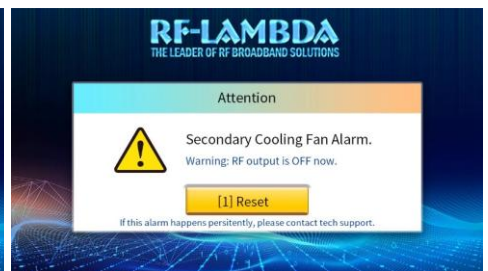 RF-LAMBDA
THE LEADER OF RF BROADBAND SOLUTIONS
Attention
Secondary Cooling Fan Alarm.
Warning: RF output is OFF now.
[1] Reset
If this alarm happens persitently, please contact tech support.